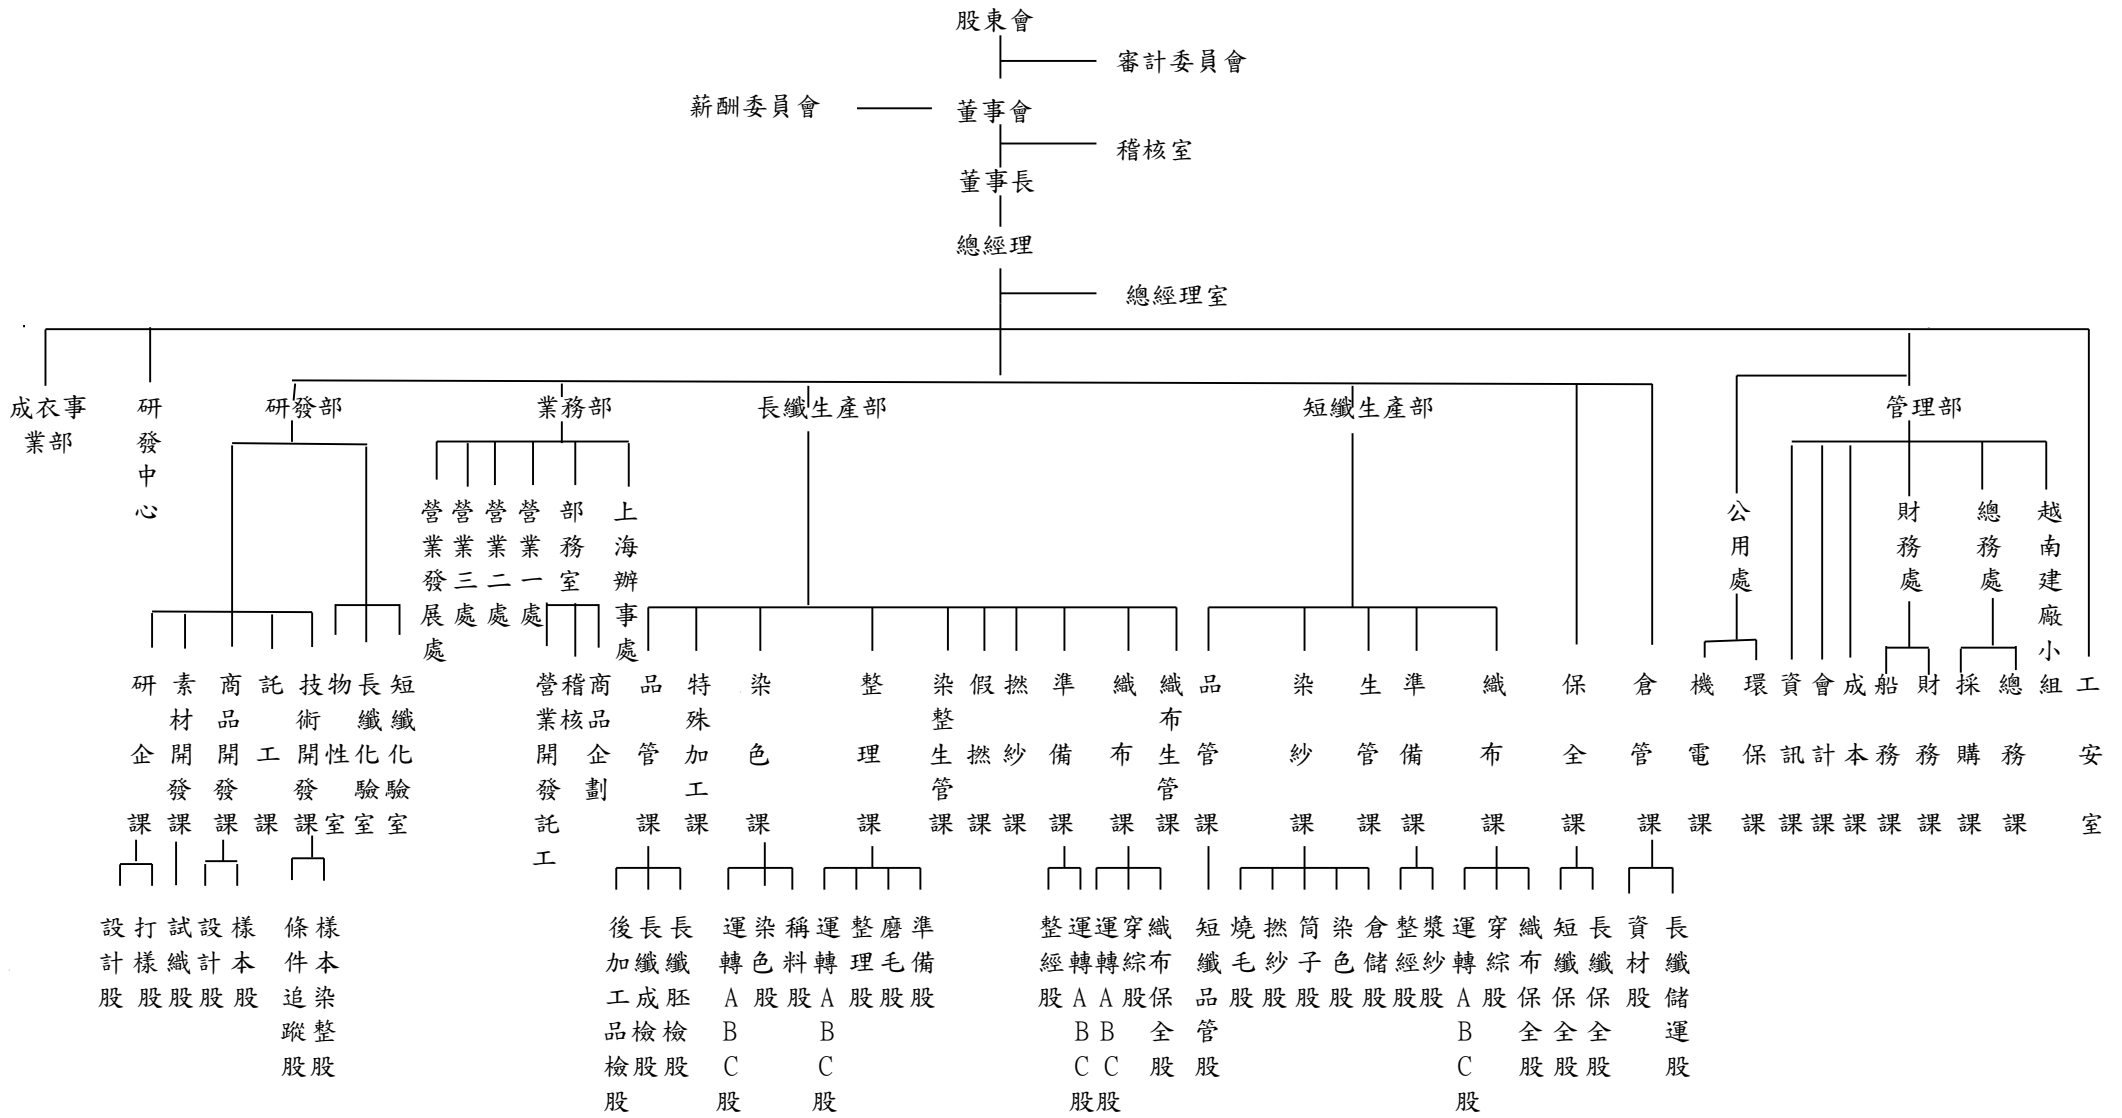 股東會
審計委員會
薪酬委員會
董事會
稽核室
董事長
總經理
總經理室
成衣事業部
研發中心
研發部
業務部
長纖生產部
短纖生產部
管理部
營業發展處
營業三處
營業二處
營業一處
部務室
上海辦事處
公用處
財務處
總務處
越南建廠小組
研企課
素材開發課
商品開發課
託工課
技術開發課
物性室
長纖化驗室
短纖化驗室
營業開發託工
稽核
商品企劃
品管課
特殊加工課
染色課
整理課
染整生管課
假撚課
撚紗課
準備課
織布課
織布生管課
品管課
染紗課
生管課
準備課
織布課
保全課
倉管課
機電課
環保課
資訊課
會計課
成本課
船務課
財務課
採購課
總務課
工安室
設計股
打樣股
試織股
設計股
樣本股
條件追蹤股
樣本染整股
後加工品檢股
長纖成檢股
長纖胚檢股
運轉ABC股
染色股
稱料股
運轉ABC股
整理股
磨毛股
準備股
整經股
運轉ABC股
運轉ABC股
穿綜股
織布保全股
短纖品管股
燒毛股
撚紗股
筒子股
染色股
倉儲股
整經股
漿紗股
運轉ABC股
穿綜股
織布保全股
短纖保全股
長纖保全股
資材股
長纖儲運股